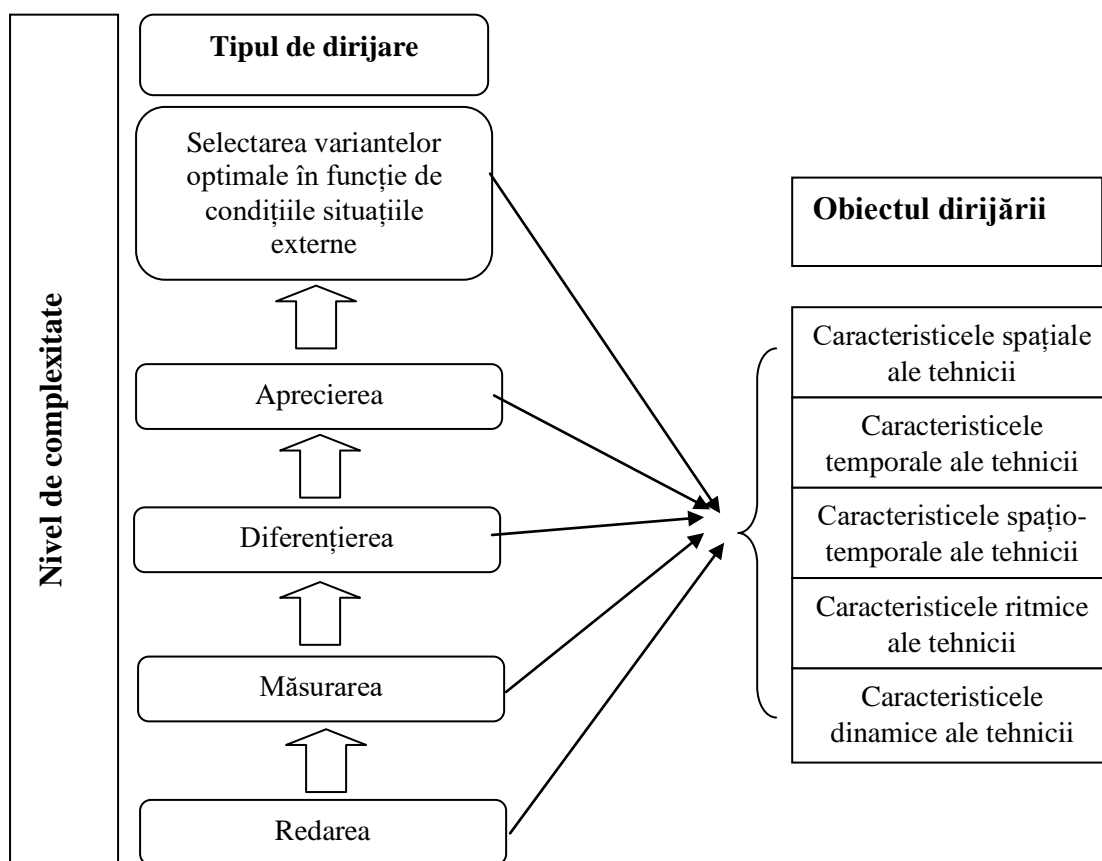 Nivel de complexitate
Tipul de dirijare
Selectarea variantelor
optimale în funcție de
condițiile situațiile
externe
Aprecierea
Diferențierea
Măsurarea
Redarea
Obiectul dirijării
Caracteristicele spațiale
ale tehnicii
Caracteristicele
temporale ale tehnicii
Caracteristicele spațio-
temporale ale tehnicii
Caracteristicele ritmice
ale tehnicii
Caracteristicele
dinamice ale tehnicii